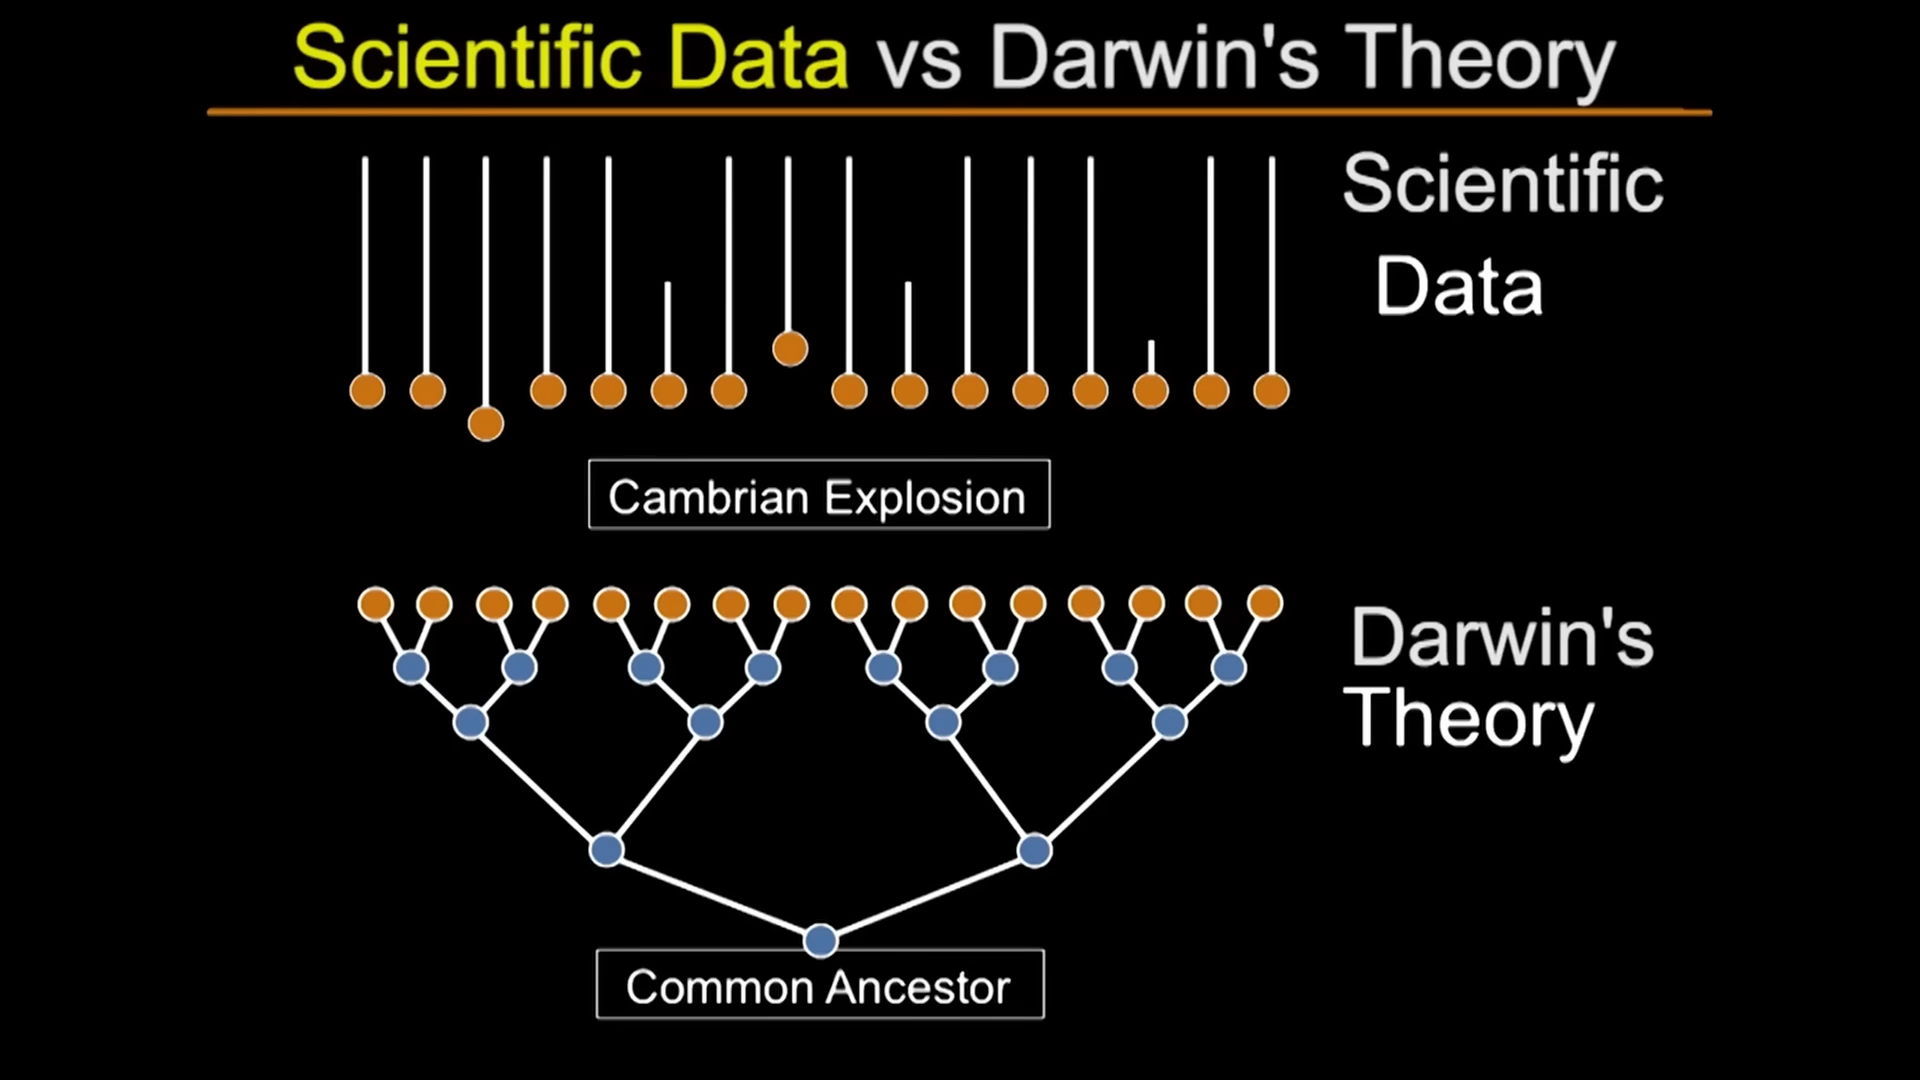 Scientific Data vs Darwin's Theory
Scientific
Data
Cambrian Explosion
Darwin's
Theory
Common Ancestor